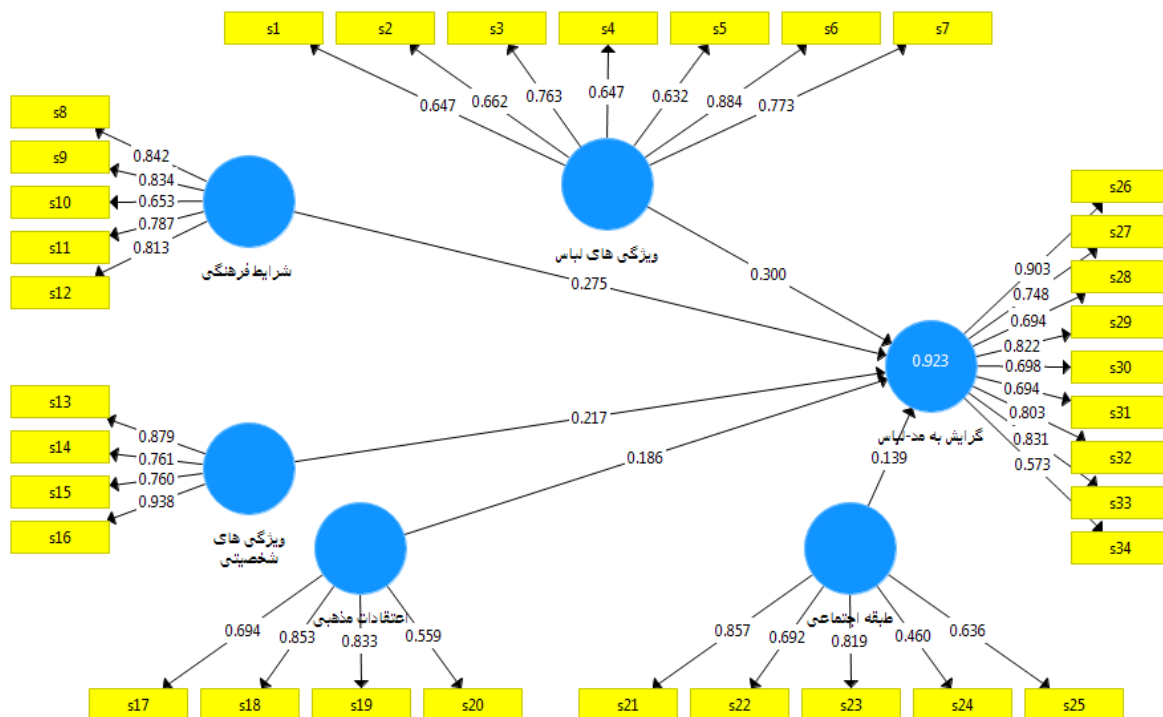 s1
s2
s3
s4
s5
s6
s7
0.647
0.662
0.763
0.647
0.632
0.884
0.773
ویژگی های لباس
s8
s9
s10
s11
s12
0.842
0.834
0.653
0.787
0.813
شرایط فرهنگی
0.275
0.300
s13
s14
s15
s16
0.879
0.761
0.760
0.938
ویژگی های
شخصیتی
0.217
0.186
0.139
اعتقادات مذهبی
0.694
0.853
0.833
0.559
s17
s18
s19
s20
طبقه اجتماعی
0.857
0.692
0.819
0.460
0.636
s21
s22
s23
s24
s25
0.923
گرایش به مد-لباس
0.903
0.748
0.694
0.822
0.698
0.694
0.803
0.831
0.573
s26
s27
s28
s29
s30
s31
s32
s33
s34